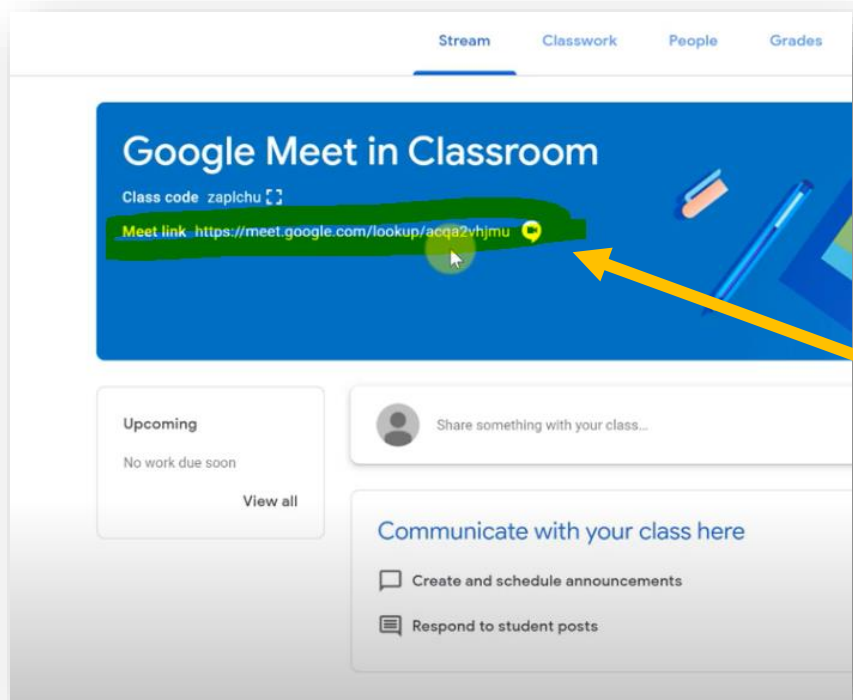 Stream Classwork People Grades
Google Meet in Classroom
Class code zaplchu
Meet link https://meet.google.com/lookup/acqa2vhjmu
Upcoming
No work due soon
View all
Share something with your class...
Communicate with your class here
Create and schedule announcements
Respond to student posts